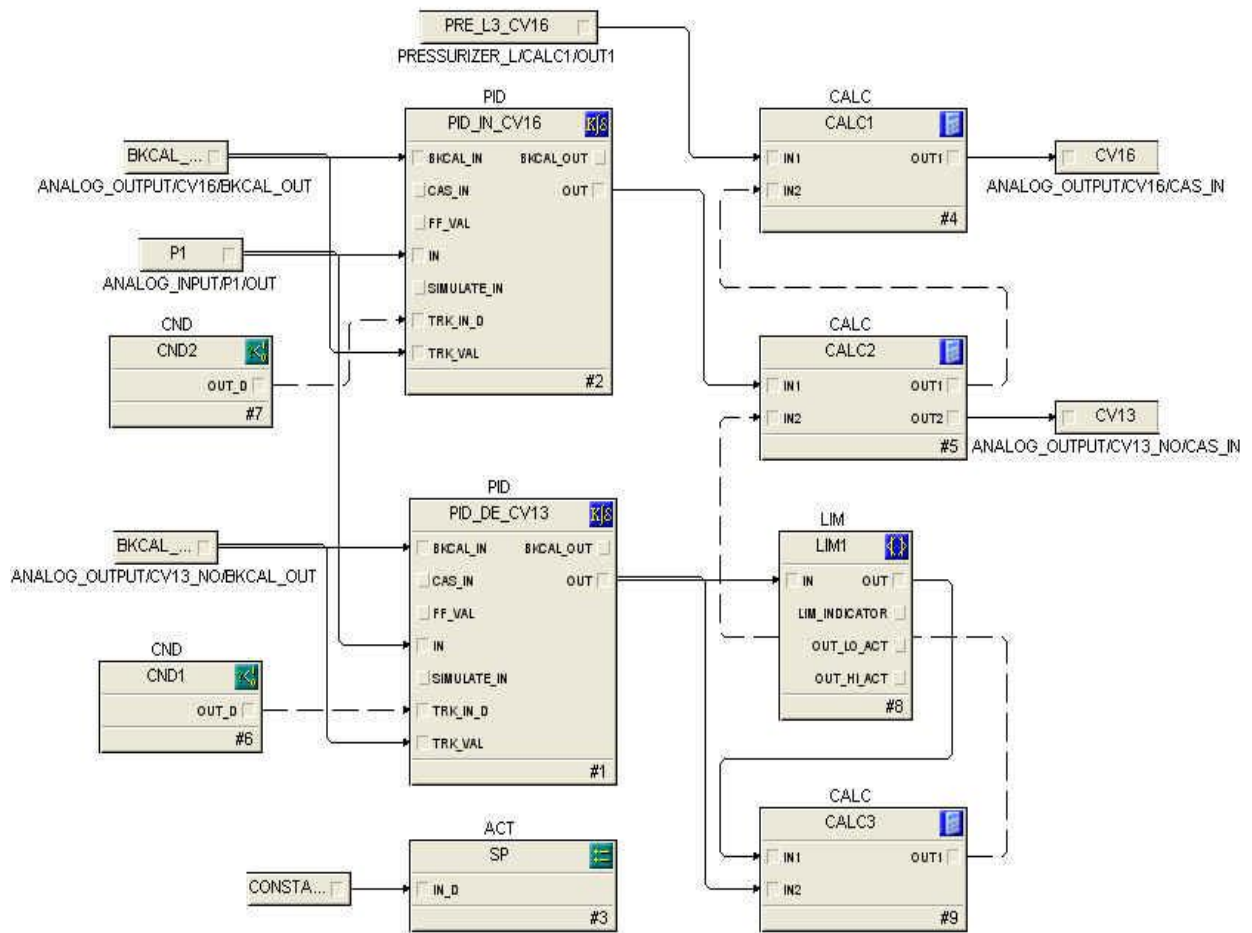 PRE_L3_CV16
PRESSURIZER_L/CALC1/OUT1
PID
PID_IN_CV16
BKCAL_IN BKCAL_OUT
CAS_IN OUT
FF_VAL
IN
SIMULATE_IN
TRK_IN_D
TRK_VAL
#2
BKCAL_...
ANALOG_OUTPUT/CV16/BKCAL_OUT
P1
ANALOG_INPUT/P1/OUT
CND
CND2
OUT_D
#7
CALC
CALC1
IN1 OUT1
IN2
#4
CV16
ANALOG_OUTPUT/CV16/CAS_IN
CALC
CALC2
IN1 OUT1
IN2 OUT2
#5
CV13
ANALOG_OUTPUT/CV13_NO/CAS_IN
PID
PID_DE_CV13
BKCAL_IN BKCAL_OUT
CAS_IN OUT
FF_VAL
IN
SIMULATE_IN
TRK_IN_D
TRK_VAL
#1
BKCAL_...
ANALOG_OUTPUT/CV13_NO/BKCAL_OUT
CND
CND1
OUT_D
#6
LIM
LIM1
IN OUT
LIM_INDICATOR
OUT_LO_ACT
OUT_HI_ACT
#8
ACT
SP
IN_D
#3
CONSTA...
CALC
CALC3
IN1 OUT1
IN2
#9